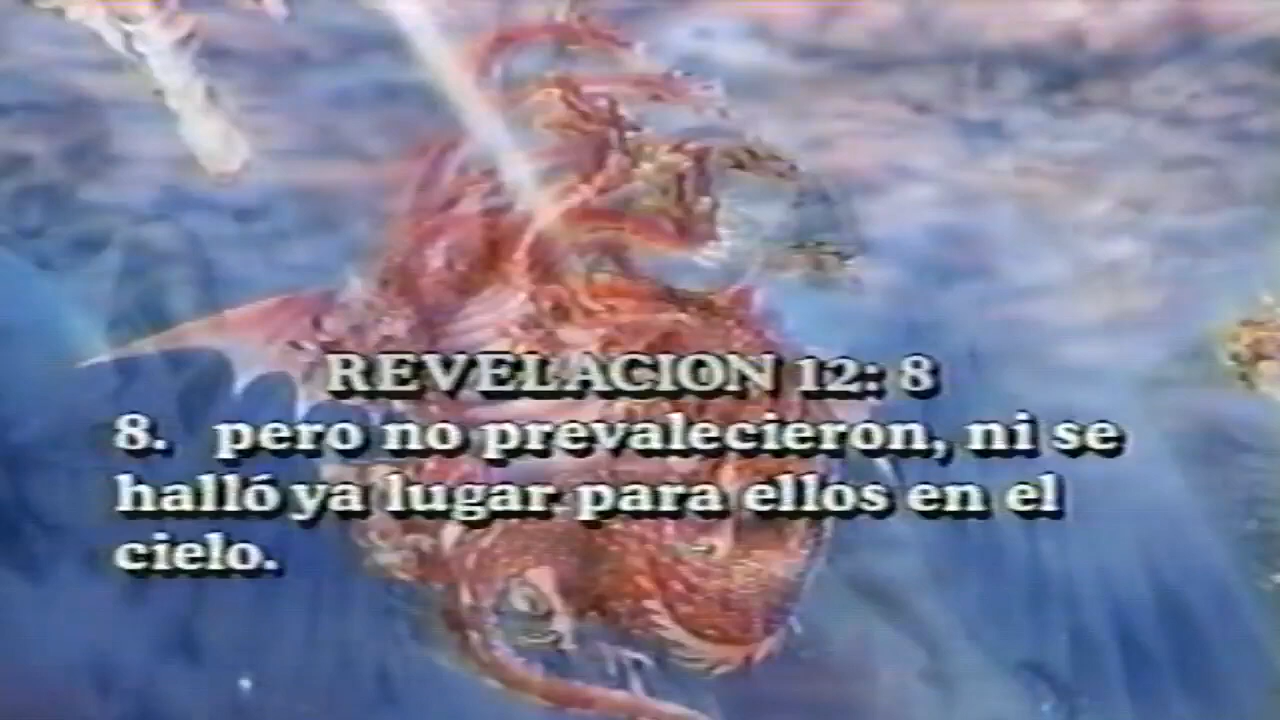 REVELACION 12: 8
8. pero no prevalecieron, ni se
halló ya lugar para ellos en el
cielo.